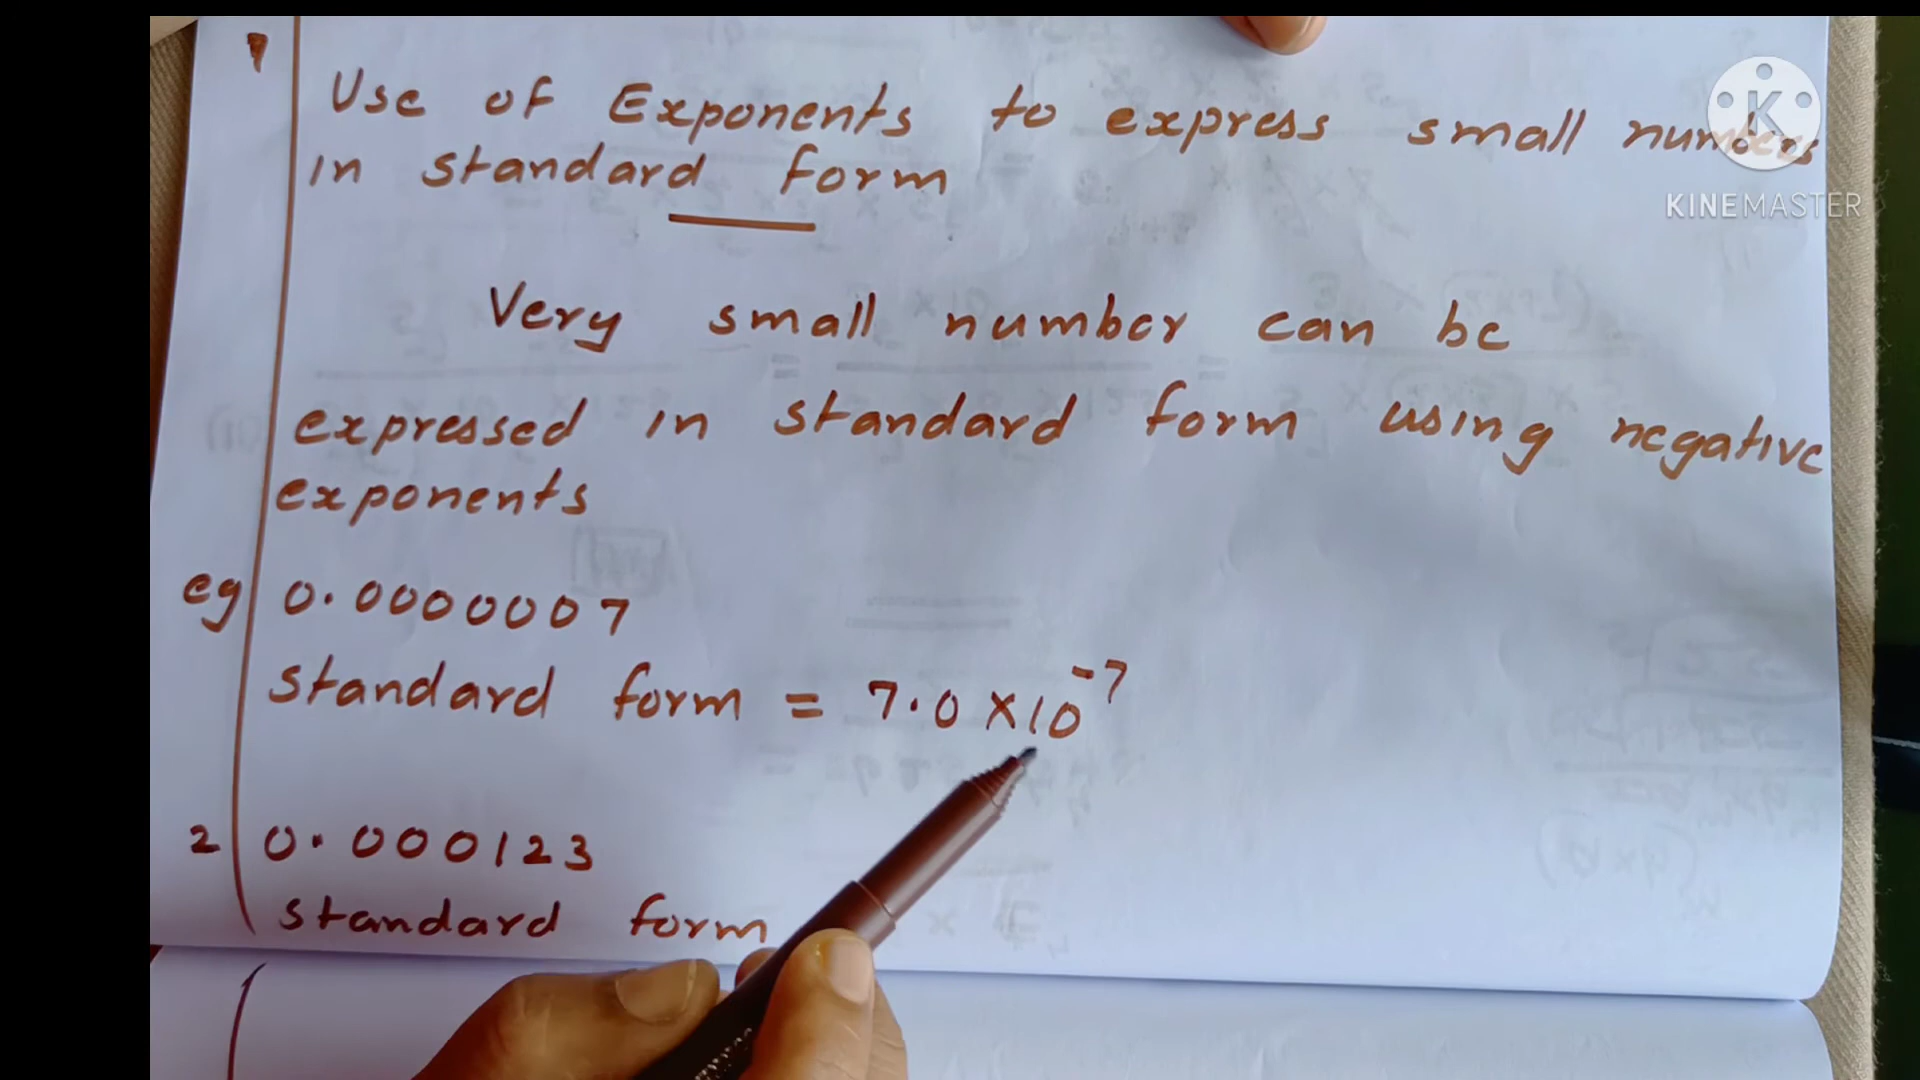 Use of Exponents to express small numbers
in standard form
K
KINEMASTER
Very small number can be
expressed in standard form using negative
exponents
eg 0.0000007
standard form = 7.0 ×10⁻⁷
2 0.000123
standard form